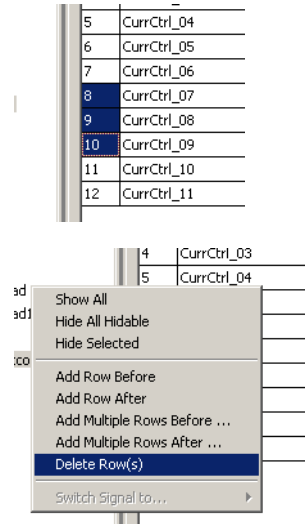 5 CurrCtrl_04
6 CurrCtrl_05
7 CurrCtrl_06
8 CurrCtrl_07
9 CurrCtrl_08
10 CurrCtrl_09
11 CurrCtrl_10
12 CurrCtrl_11
4 CurrCtrl_03
5 CurrCtrl_04
ad
ad1
Show All
Hide All Hidable
Hide Selected
Add Row Before
Add Row After
Add Multiple Rows Before ...
Add Multiple Rows After ...
Delete Row(s)
Switch Signal to...